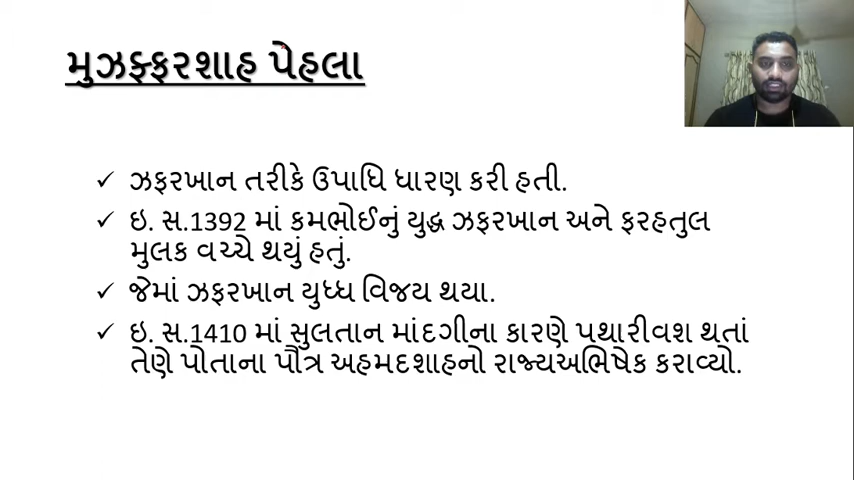 મુઝફ્ફરશાહ પેહલા
✓ ઝફરખાન તરીકે ઉપાધિ ધારણ કરી હતી.
✓ ઇ. સ.1392 માં કમભોઈનું યુદ્ધ ઝફરખાન અને ફરહતુલ
મુલક વચ્ચે થયું હતું.
✓ જેમાં ઝફરખાન યુધ્ધ વિજય થયા.
✓ ઇ. સ.1410 માં સુલતાન માંદગીના કારણે પથારીવશ થતાં
તેણે પોતાના પૌત્ર અહમદશાહનો રાજ્યઅભિષેક કરાવ્યો.